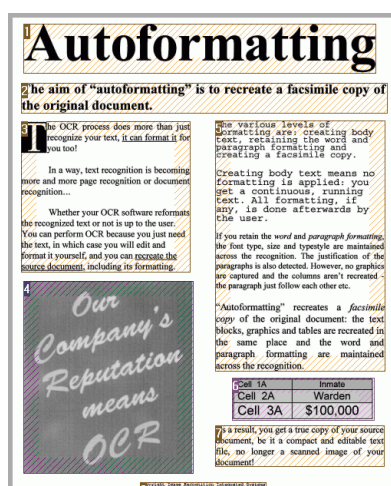 1
Autoformatting
2
The aim of “autoformatting” is to recreate a facsimile copy of
the original document.
3
The OCR process does more than just
recognize your text, it can format it for
you too!
In a way, text recognition is becoming
more and more page recognition or document
recognition...
Whether your OCR software reformats
the recognized text or not is up to the user.
You can perform OCR because you just need
the text, in which case you will edit and
format it yourself, and you can recreate the
source document, including its formatting.
4
Our
Company's
Reputation
means
OCR
5
The various levels of
formatting are: creating body
text, retaining the word and
paragraph formatting and
creating a facsimile copy.
Creating body text means no
formatting is applied: you
get a continuous, running
text. All formatting, if
any, is done afterwards by
the user.
If you retain the word and paragraph formatting,
the font type, size and typestyle are maintained
across the recognition. The justification of the
paragraphs is also detected. However, no graphics
are captured and the columns aren't recreated -
the paragraph just follow each other etc.
“Autoformatting” recreates a facsimile
copy of the original document: the text
blocks, graphics and tables are recreated in
the same place and the word and
paragraph formatting are maintained
across the recognition.
6
Cell 1A Inmate
Cell 2A Warden
Cell 3A $100,000
7
As a result, you get a true copy of your source
document, be it a compact and editable text
file, no longer a scanned image of your
document!
Image Recognition Integrated Systems